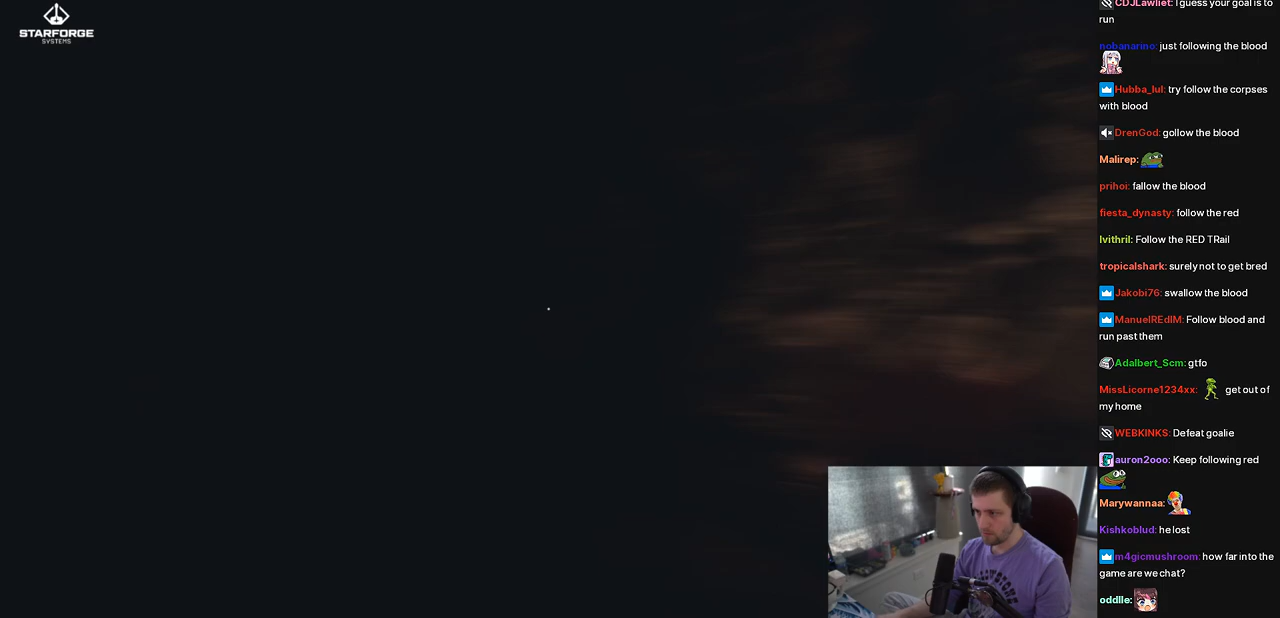 STARFORGE
SYSTEMS
CDJLawliet: I guess your goal is to
run
nobanarino: just following the blood
Hubba_lul: try follow the corpses
with blood
DrenGod: gollow the blood
Malirep:
prihoi: fallow the blood
fiesta_dynasty: follow the red
lvithril: Follow the RED TRail
tropicalshark: surely not to get bred
Jakobi76: swallow the blood
ManuelREdIM: Follow blood and
run past them
Adalbert_Scm: gtfo
MissLicorne1234xx: get out of
my home
WEBKINKS: Defeat goalie
auron2ooo: Keep following red
Marywannaa:
Kishkoblud: he lost
m4gicmushroom: how far into the
game are we chat?
oddlle: